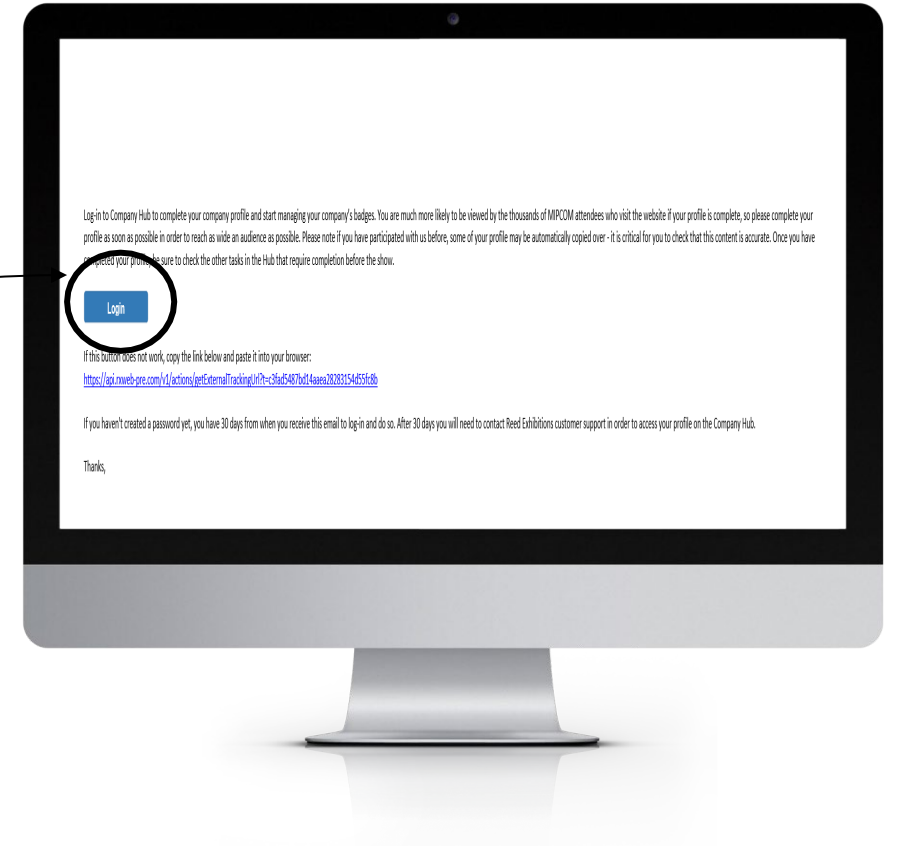 Log-in to Company Hub to complete your company profile and start managing your company's badges. You are much more likely to be viewed by the thousands of MIPCOM attendees who visit the website if your profile is complete, so please complete your
profile as soon as possible in order to reach as wide an audience as possible. Please note if you have participated with us before, some of your profile may be automatically copied over - it is critical for you to check that this content is accurate. Once you have
completed your profile, be sure to check the other tasks in the Hub that require completion before the show.
Login
If this button does not work, copy the link below and paste it into your browser:
https://api.rxweb-pre.com/v1/actions/getExternalTrackingUrl?t=c3fad5487bd14aaea28283154d55fc8b
If you haven't created a password yet, you have 30 days from when you receive this email to log-in and do so. After 30 days you will need to contact Reed Exhibitions customer support in order to access your profile on the Company Hub.
Thanks,